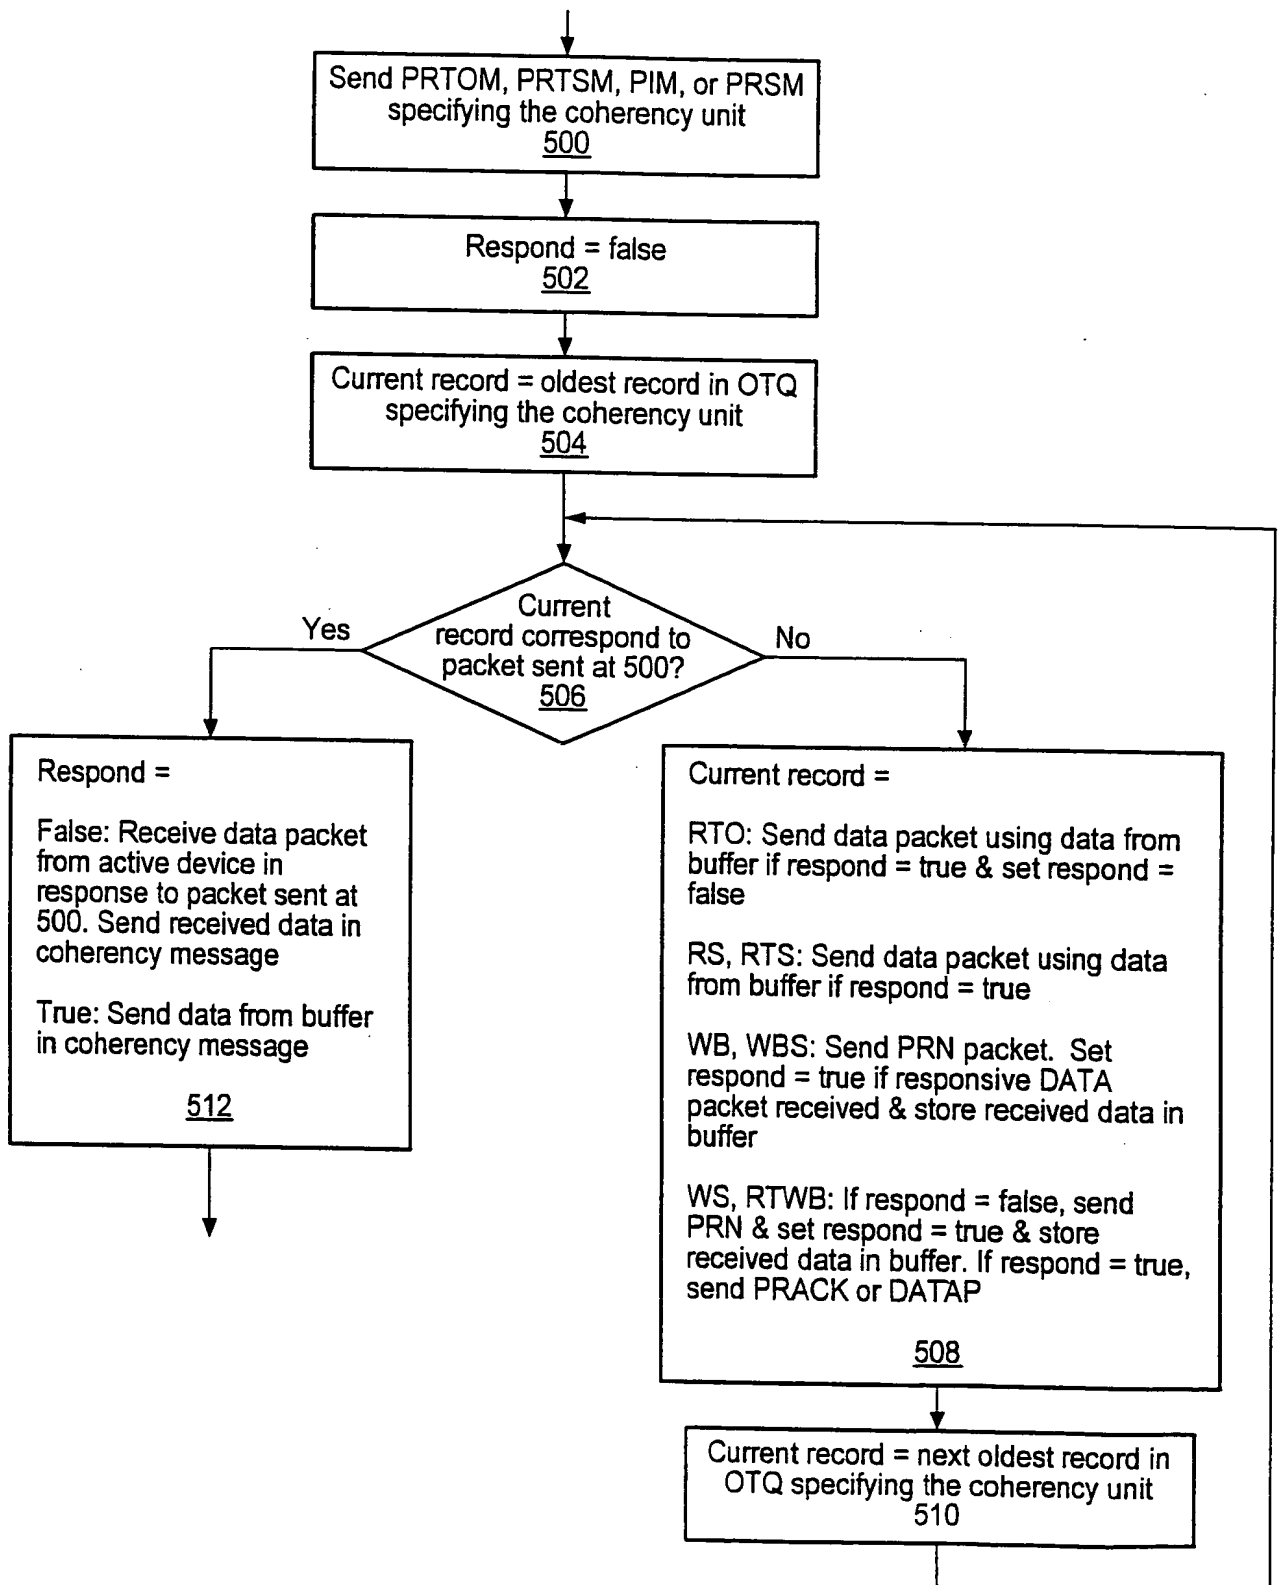 Send PRTOM, PRTSM, PIM, or PRSM
specifying the coherency unit
500
Respond = false
502
Current record = oldest record in OTQ
specifying the coherency unit
504
Current
record correspond to
packet sent at 500?
506
Yes
No
Respond =
False: Receive data packet
from active device in
response to packet sent at
500. Send received data in
coherency message
True: Send data from buffer
in coherency message
512
Current record =
RTO: Send data packet using data from
buffer if respond = true & set respond =
false
RS, RTS: Send data packet using data
from buffer if respond = true
WB, WBS: Send PRN packet. Set
respond = true if responsive DATA
packet received & store received data in
buffer
WS, RTWB: If respond = false, send
PRN & set respond = true & store
received data in buffer. If respond = true,
send PRACK or DATAP
508
Current record = next oldest record in
OTQ specifying the coherency unit
510